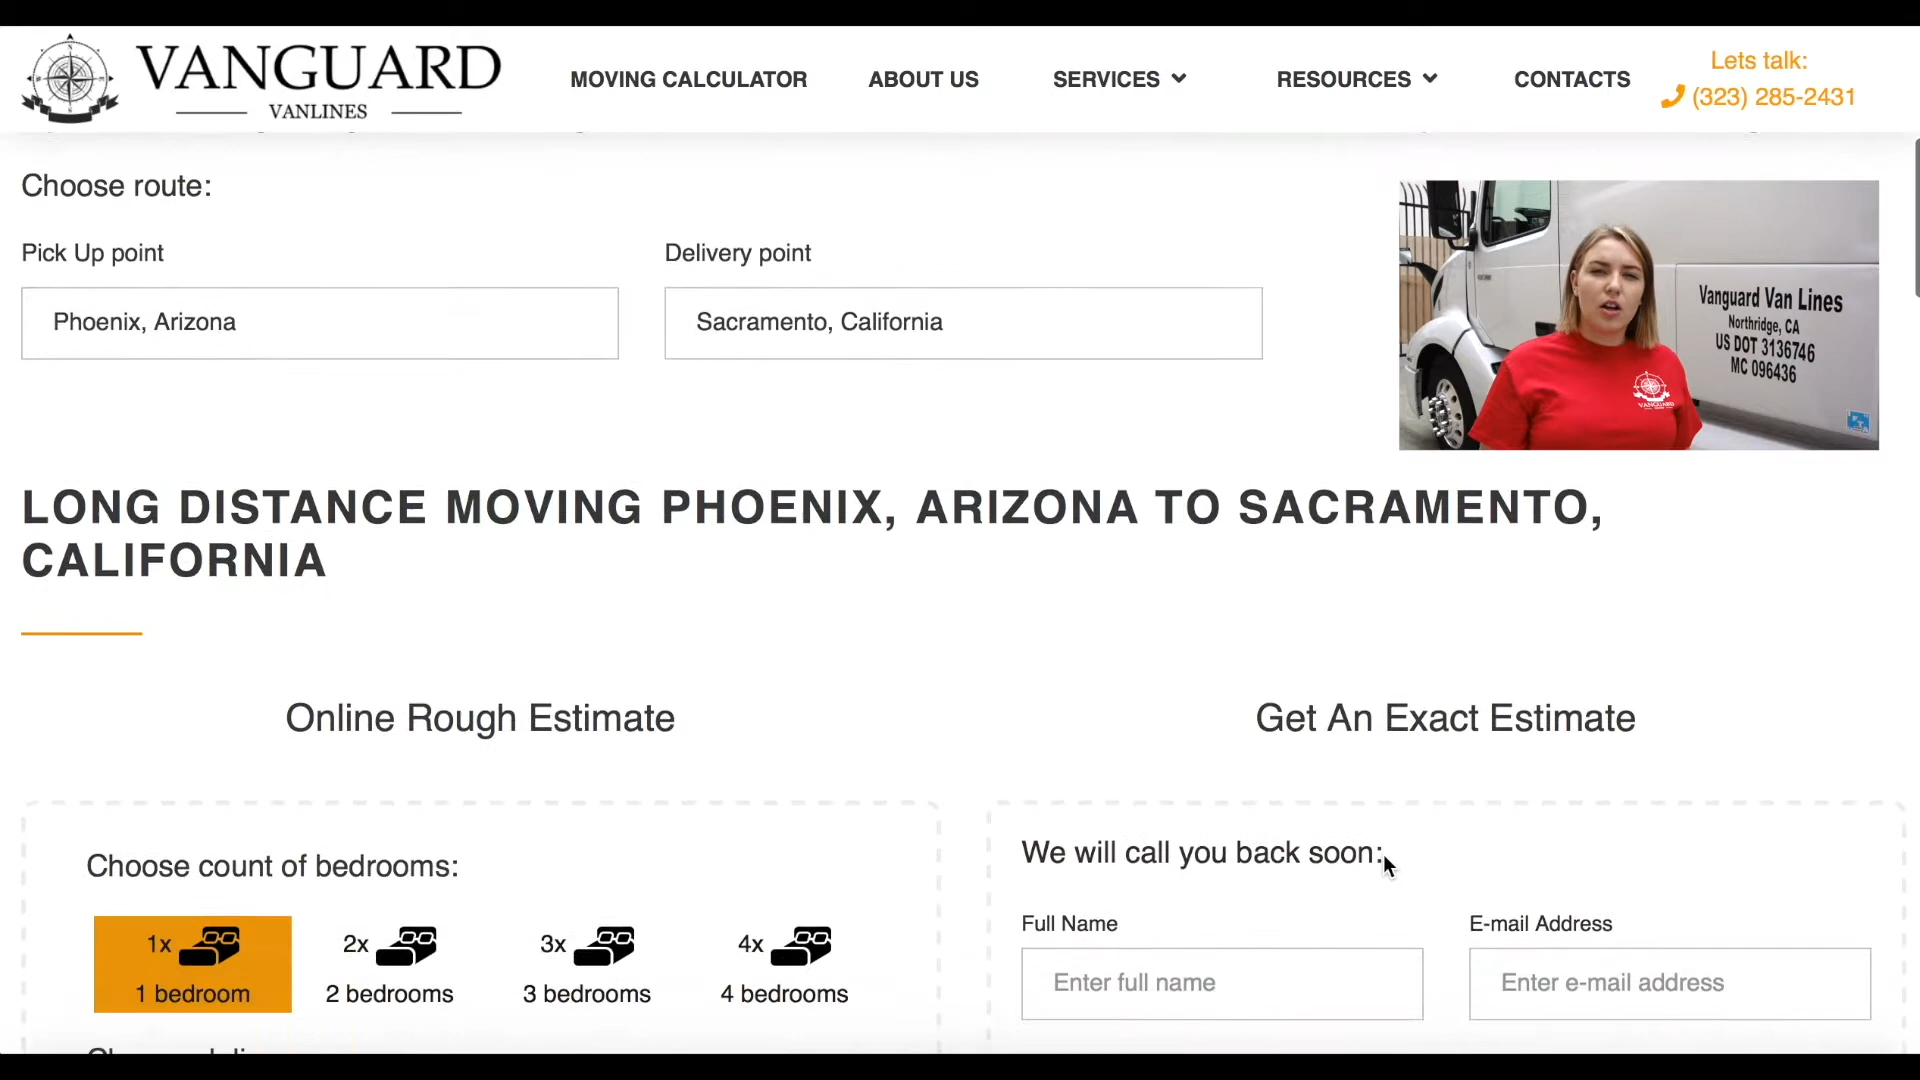 VANGUARD
VANLINES
MOVING CALCULATOR
ABOUT US
SERVICES
RESOURCES
CONTACTS
Lets talk:
(323) 285-2431
Choose route:
Pick Up point
Delivery point
Phoenix, Arizona
Sacramento, California
Vanguard Van Lines
Northridge, CA
US DOT 3136746
MC 096436
VANGUARD
LONG DISTANCE MOVING PHOENIX, ARIZONA TO SACRAMENTO,
CALIFORNIA
Online Rough Estimate
Get An Exact Estimate
Choose count of bedrooms:
We will call you back soon:
1x
2x
3x
4x
1 bedroom
2 bedrooms
3 bedrooms
4 bedrooms
Full Name
E-mail Address
Enter full name
Enter e-mail address